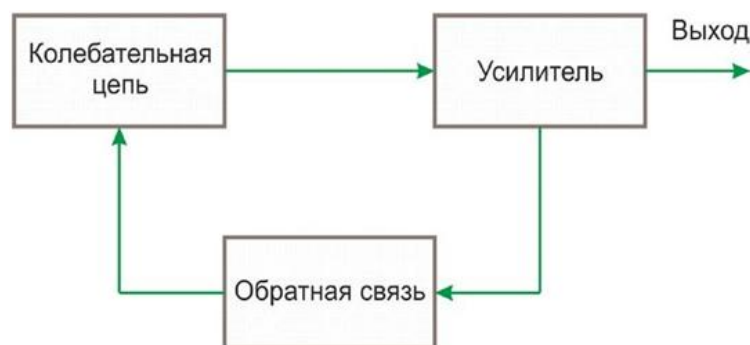 Колебательная
цепь
Усилитель
Выход
Обратная связь